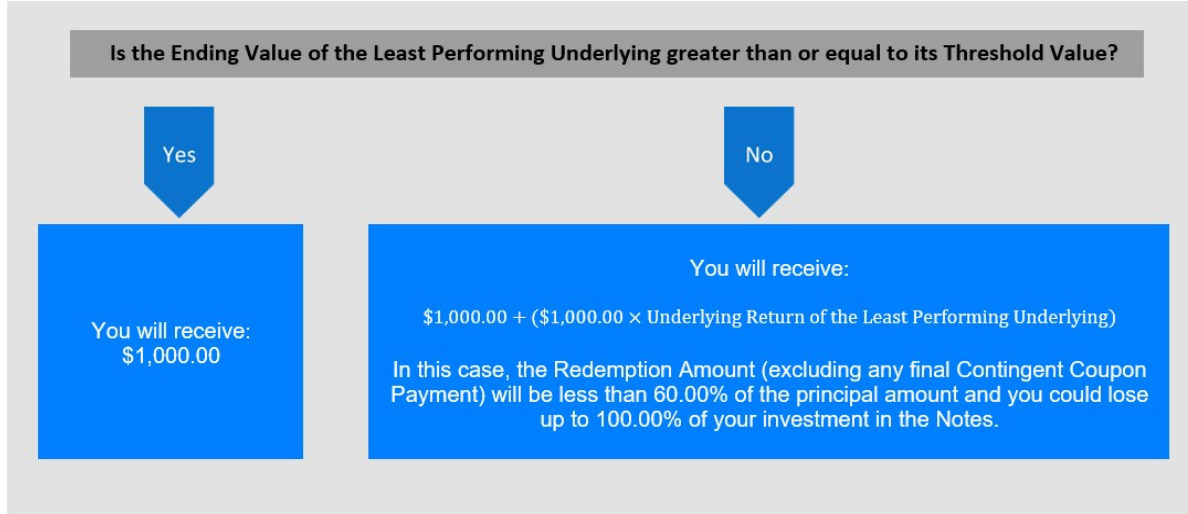 Is the Ending Value of the Least Performing Underlying greater than or equal to its Threshold Value?
Yes
No
You will receive:
$1,000.00
You will receive:
$1,000.00 + ($1,000.00 × Underlying Return of the Least Performing Underlying)
In this case, the Redemption Amount (excluding any final Contingent Coupon
Payment) will be less than 60.00% of the principal amount and you could lose
up to 100.00% of your investment in the Notes.